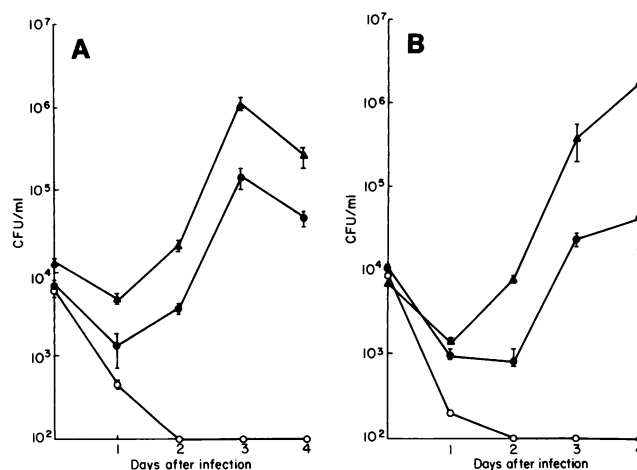 A
CFU/ml
10⁷
10⁶
10⁵
10⁴
10³
10²
1 2 3 4
Days after infection
B
CFU/ml
10⁷
10⁶
10⁵
10⁴
10³
10²
1 2 3
Days after infection